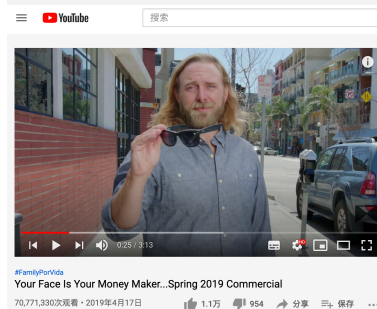 YouTube
搜索
0:25 / 3:13
#FamilyPorVida
Your Face Is Your Money Maker...Spring 2019 Commercial
70,771,330次观看 • 2019年4月17日
1.1万
954
分享
保存